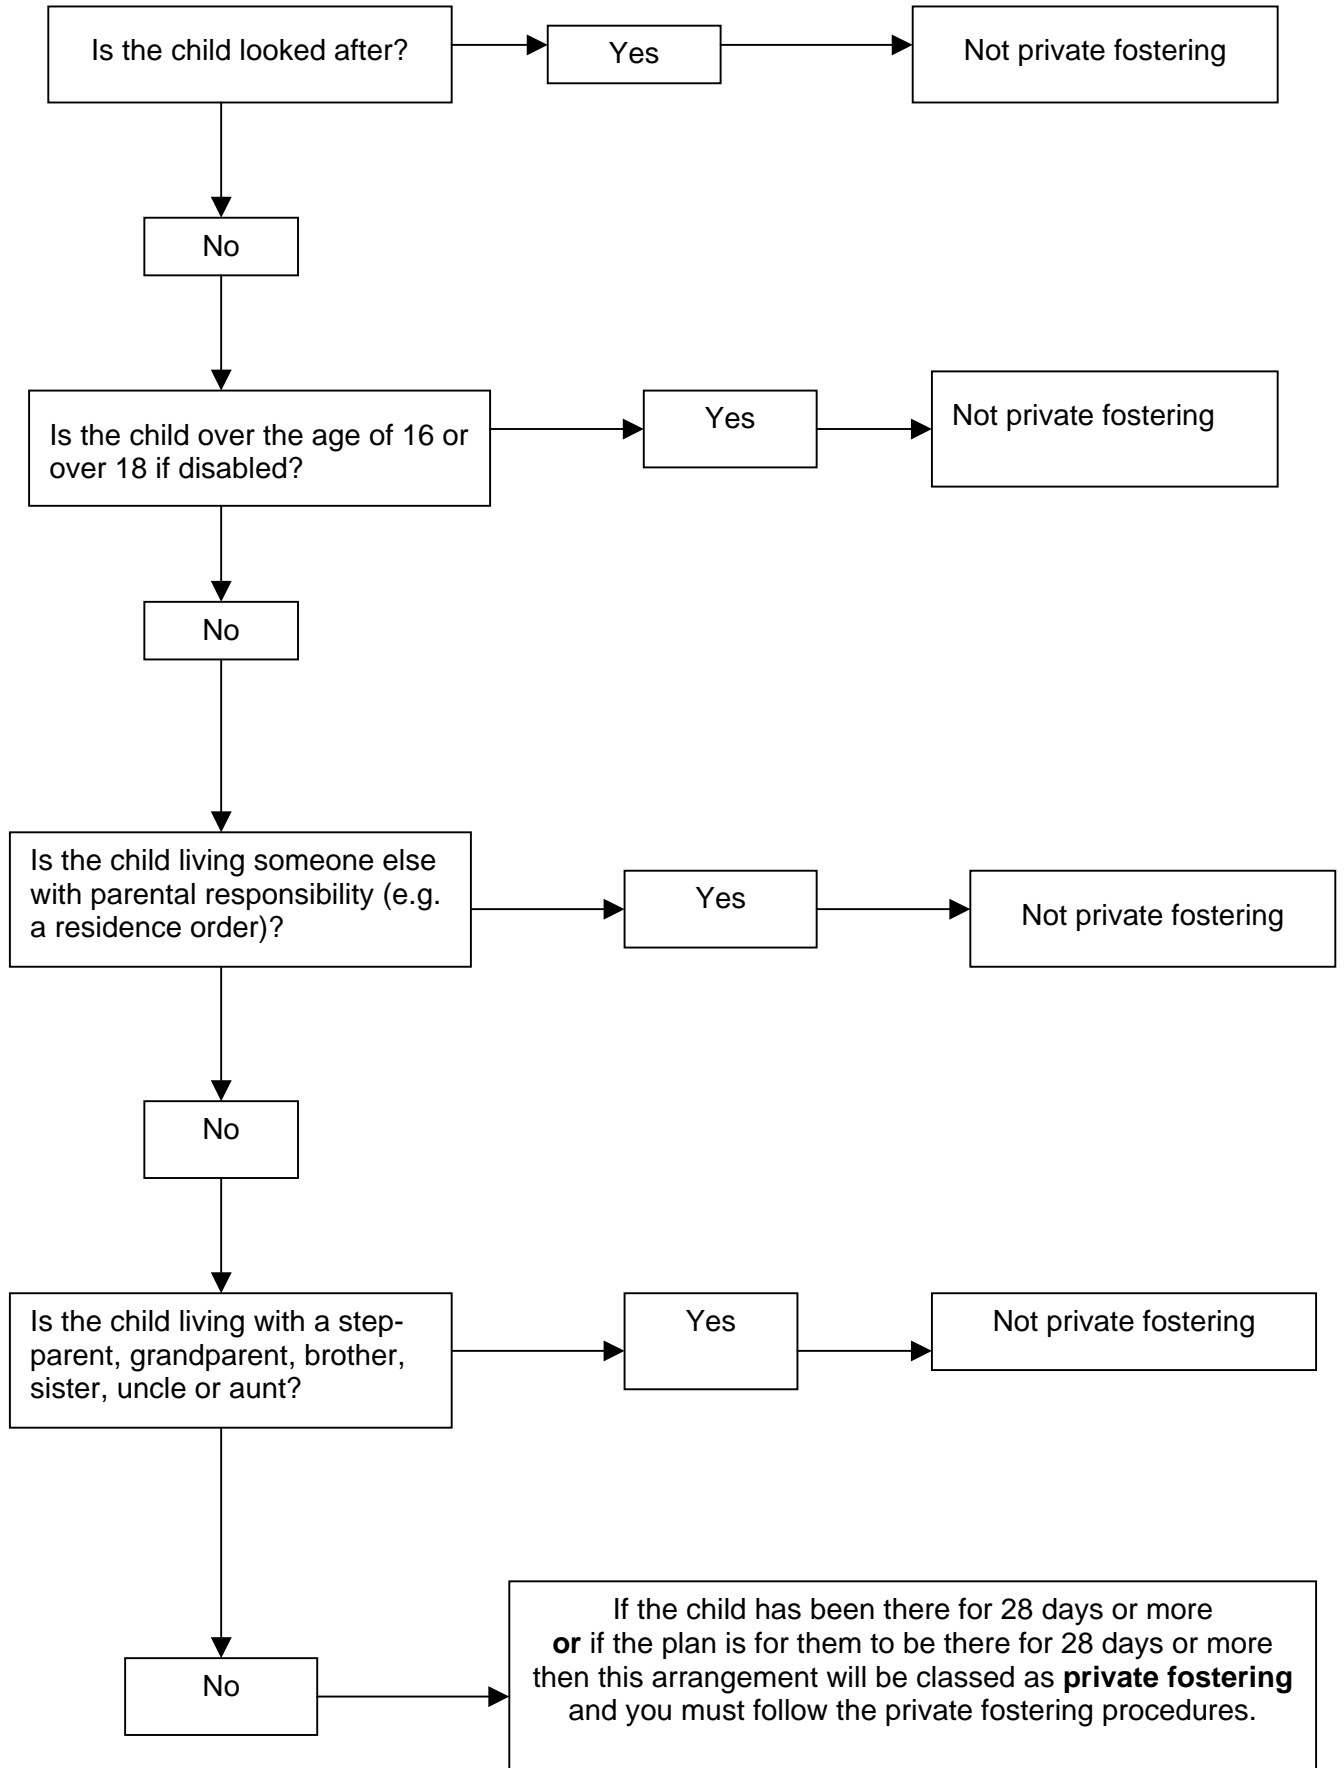 Is the child looked after?
Yes
Not private fostering
No
Is the child over the age of 16 or
over 18 if disabled?
Yes
Not private fostering
No
Is the child living someone else
with parental responsibility (e.g.
a residence order)?
Yes
Not private fostering
No
Is the child living with a step-
parent, grandparent, brother,
sister, uncle or aunt?
Yes
Not private fostering
No
If the child has been there for 28 days or more
or if the plan is for them to be there for 28 days or more
then this arrangement will be classed as private fostering
and you must follow the private fostering procedures.